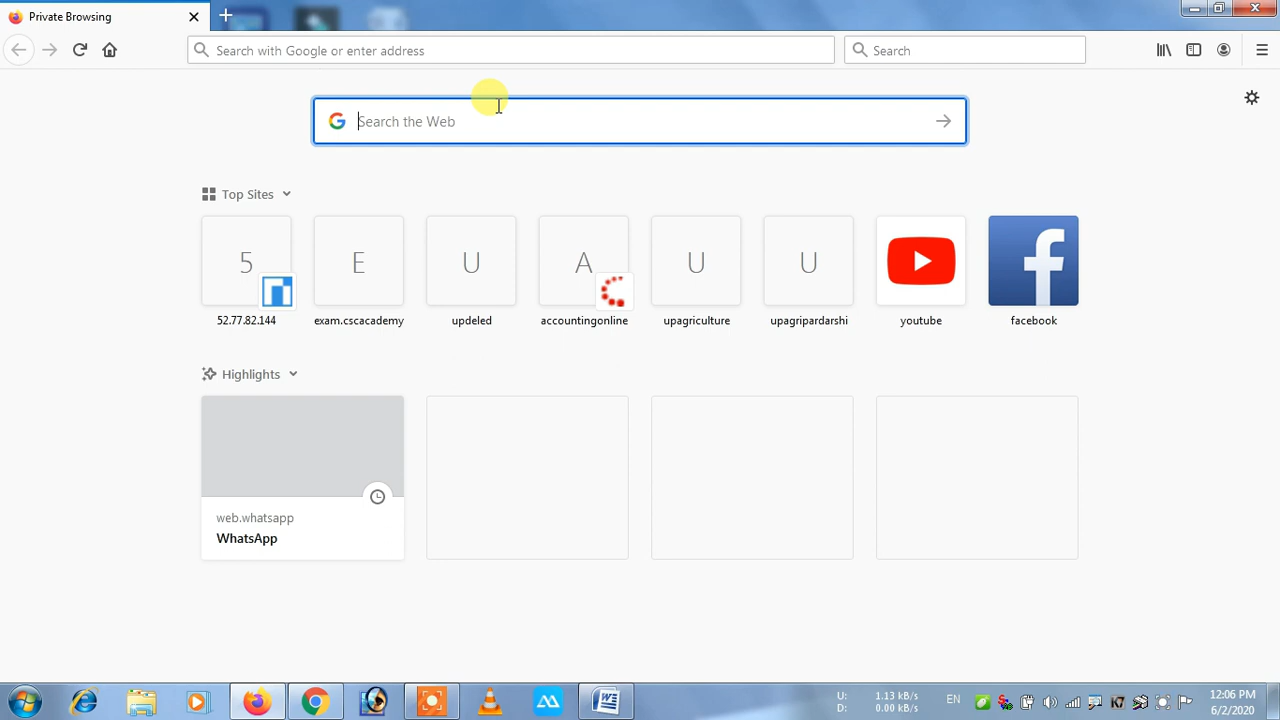 Private Browsing
Search with Google or enter address
Search
Search the Web
Top Sites
5 E U A U U
52.77.82.144 exam.cscacademy updeled accountingonline upagriculture upagripardarshi youtube facebook
Highlights
web.whatsapp
WhatsApp
U: 1.13 kB/s
D: 0.00 kB/s
EN
12:06 PM
6/2/2020